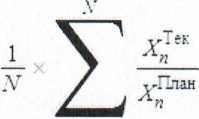 1/N × ∑ N X_n^Тек / X_n^План